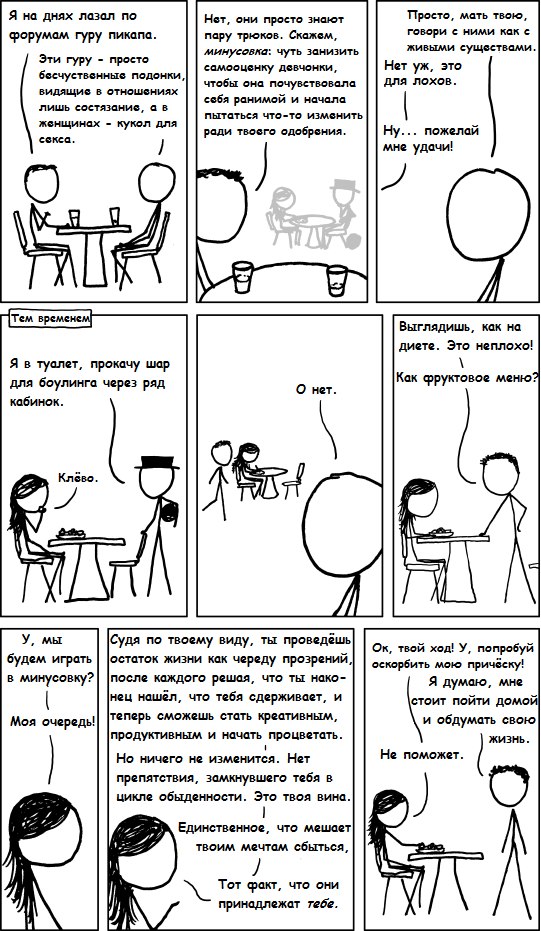 Я на днях лазал по
форумам гуру пикапа.
Эти гуру - просто
бесчуственные подонки,
видящие в отношениях
лишь состязание, а в
женщинах - кукол для
секса.
Нет, они просто знают
пару трюков. Скажем,
минусовка: чуть занизить
самооценку девчонки,
чтобы она почувствовала
себя ранимой и начала
пытаться что-то изменить
ради твоего одобрения.
Просто, мать твою,
говори с ними как с
живыми существами.
Нет уж, это
для лохов.
Ну... пожелай
мне удачи!
Тем временем
Я в туалет, прокачу шар
для боулинга через ряд
кабинок.
Клёво.
О нет.
Выглядишь, как на
диете. Это неплохо!
Как фруктовое меню?
У, мы
будем играть
в минусовку?
Моя очередь!
Судя по твоему виду, ты проведёшь
остаток жизни как череду прозрений,
после каждого решая, что ты нако-
нец нашёл, что тебя сдерживает, и
теперь сможешь стать креативным,
продуктивным и начать процветать.
Но ничего не изменится. Нет
препятствия, замкнувшего тебя в
цикле обыденности. Это твоя вина.
Единственное, что мешает
твоим мечтам сбыться,
Тот факт, что они
принадлежат тебе.
Ок, твой ход! У, попробуй
оскорбить мою причёску!
Я думаю, мне
стоит пойти домой
и обдумать свою
жизнь.
Не поможет.